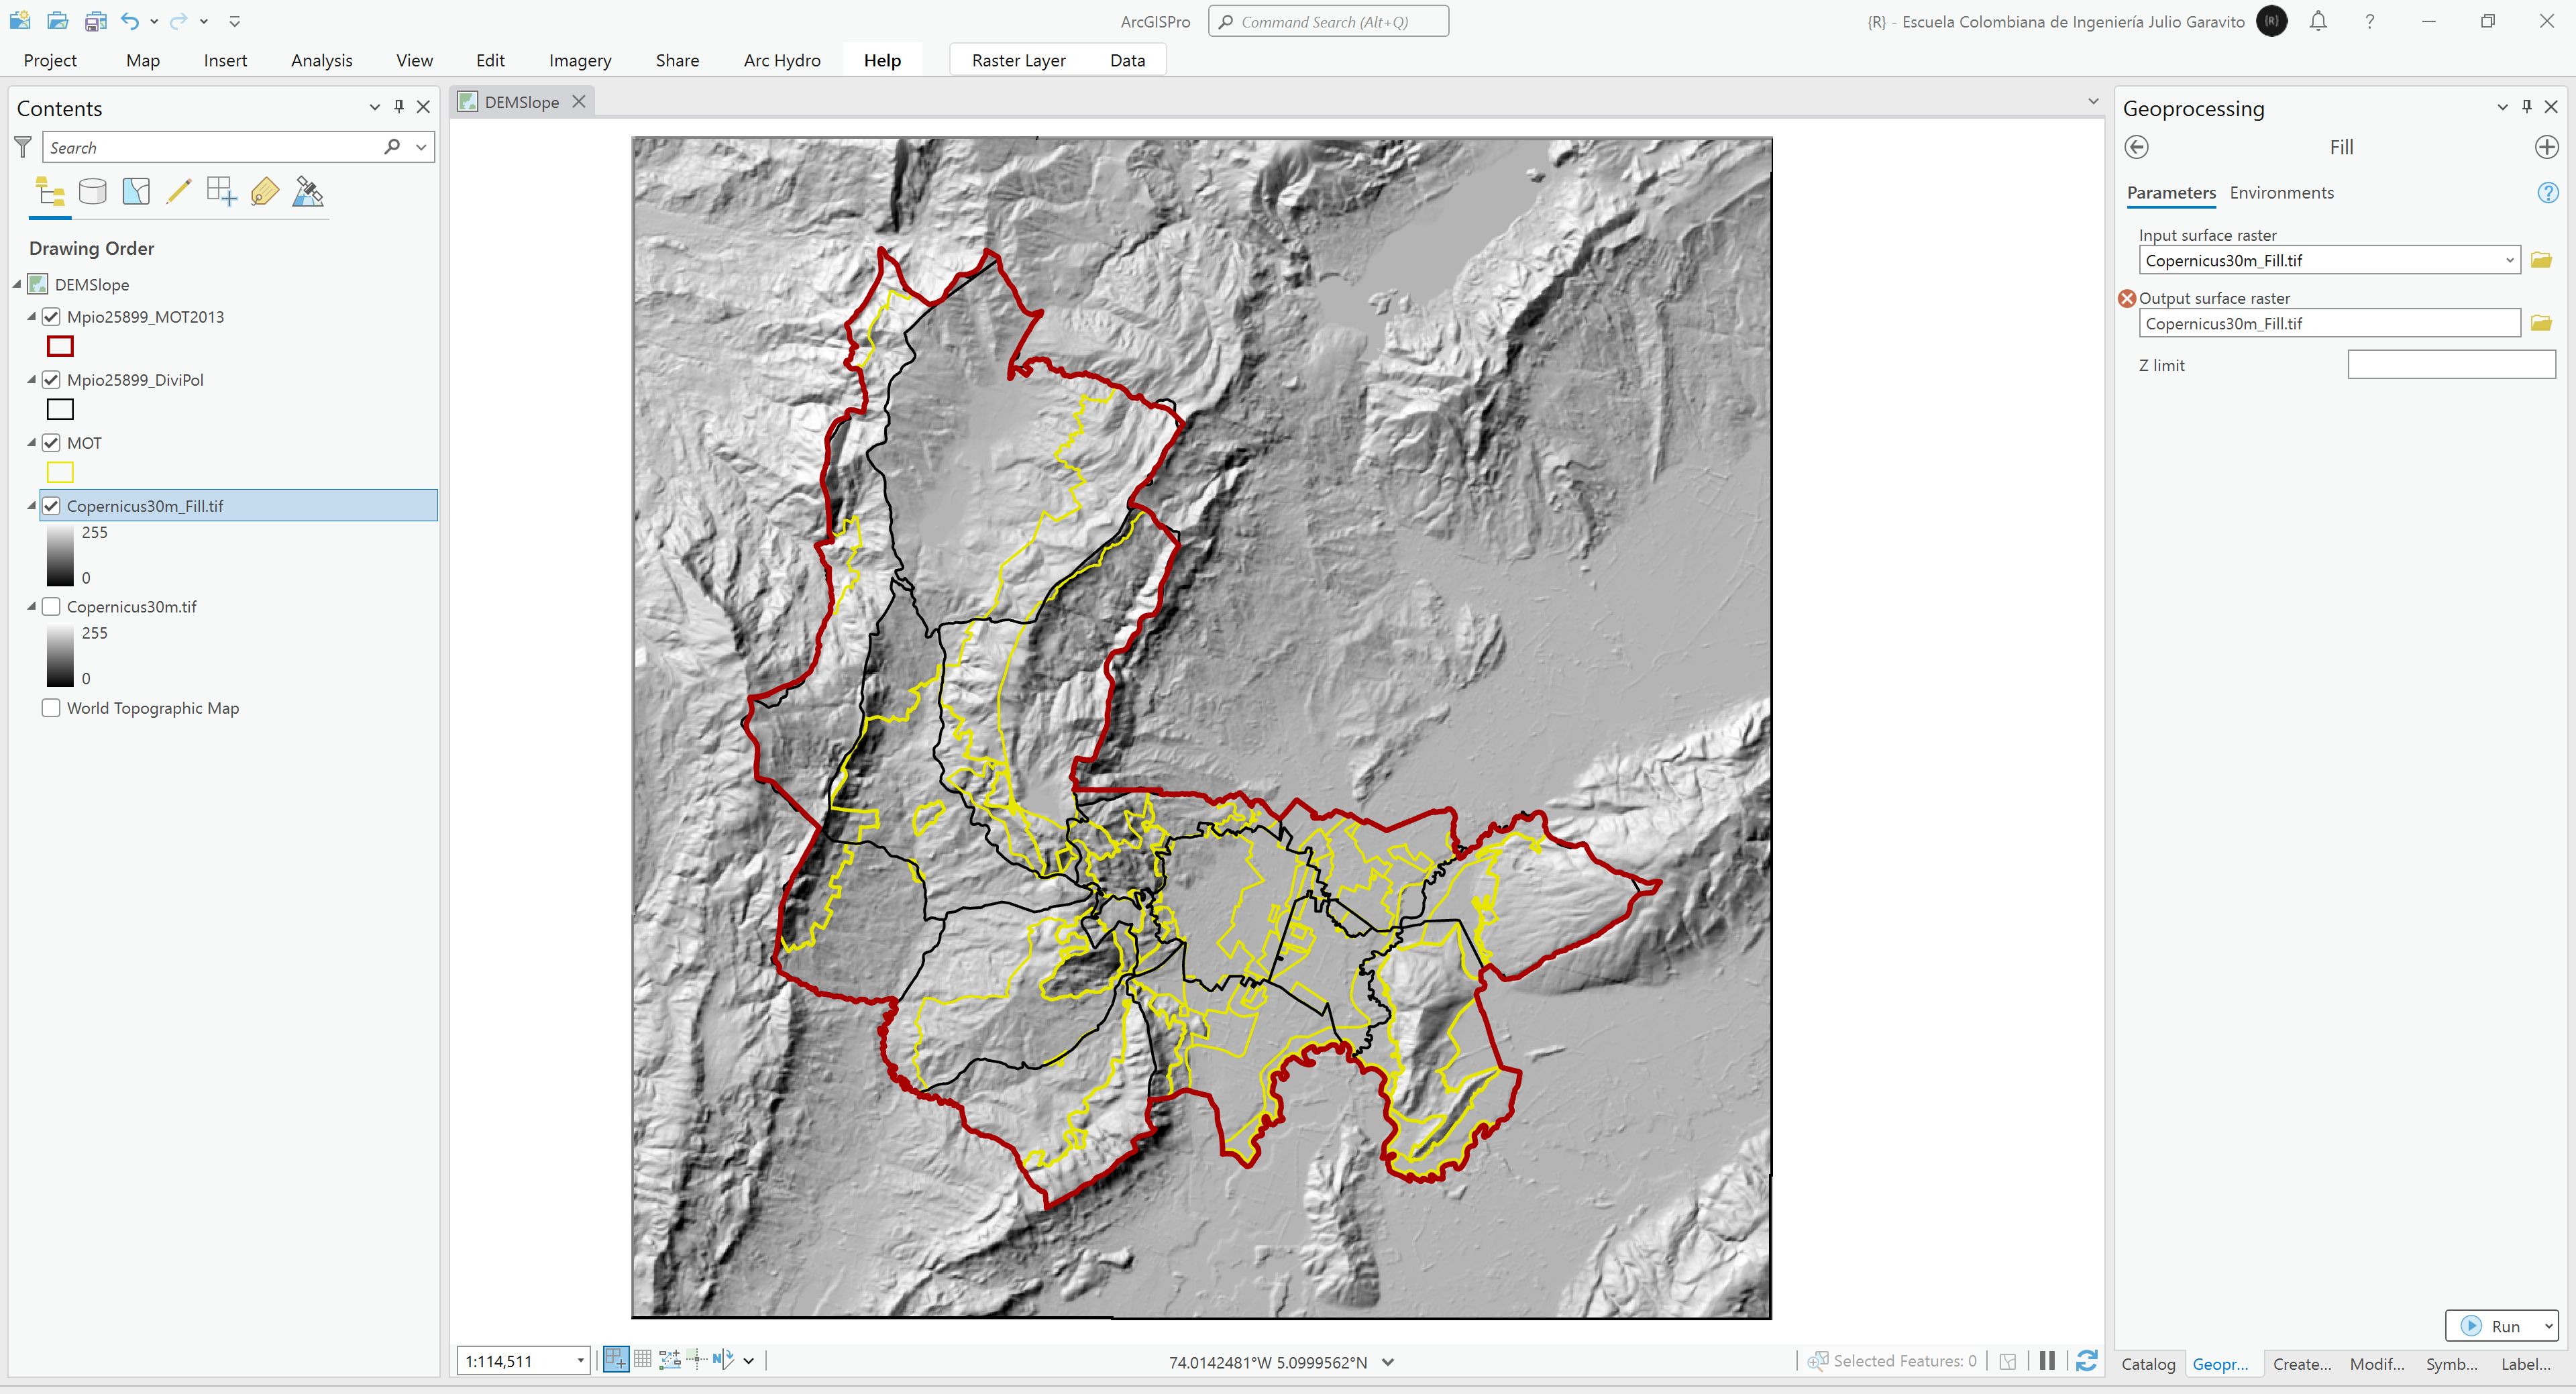 ArcGISPro
Command Search (Alt+Q)
{R} - Escuela Colombiana de Ingeniería Julio Garavito
{R}
?
Project Map Insert Analysis View Edit Imagery Share Arc Hydro Help Raster Layer Data
Contents
Search
Drawing Order
DEMSlope
Mpio25899_MOT2013
Mpio25899_DiviPol
MOT
Copernicus30m_Fill.tif
255
0
Copernicus30m.tif
255
0
World Topographic Map
DEMSlope
1:114,511
N
74.0142481°W 5.0999562°N
Selected Features: 0
Geoprocessing
Fill
Parameters Environments
?
Input surface raster
Copernicus30m_Fill.tif
Output surface raster
Copernicus30m_Fill.tif
Z limit
Run
Catalog Geopr... Create... Modif... Symb... Label...